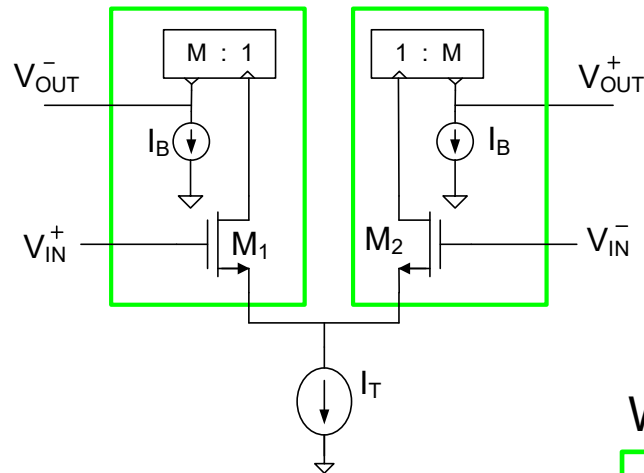 M : 1
1 : M
V_OUT^-
V_OUT^+
I_B
I_B
V_IN^+
M_1
M_2
V_IN^-
I_T